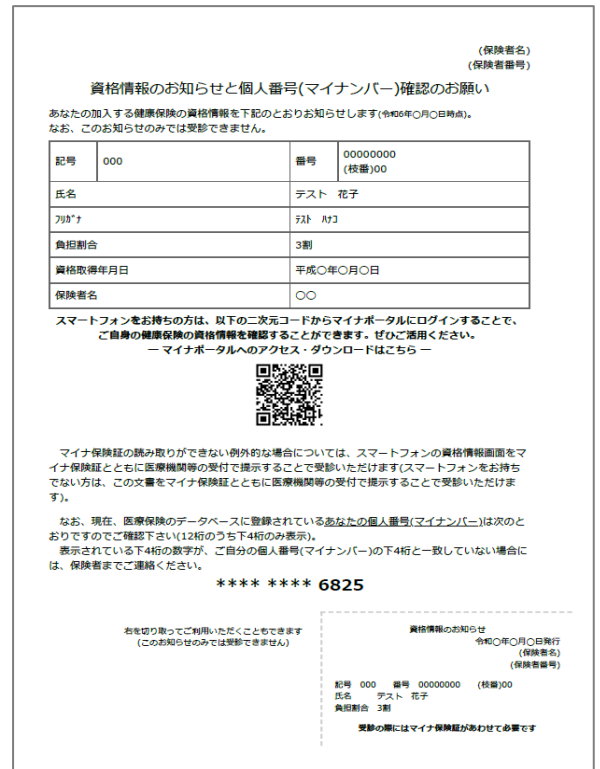 (保険者名)
(保険者番号)
資格情報のお知らせと個人番号(マイナンバー)確認のお願い
あなたの加入する健康保険の資格情報を下記のとおりお知らせします(令和6年〇月〇日時点)。
なお、このお知らせのみでは受診できません。
記号 000 番号 00000000
(枝番)00
氏名 テスト 花子
フリガナ テスト ハナコ
負担割合 3割
資格取得年月日 平成〇年〇月〇日
保険者名 〇〇
スマートフォンをお持ちの方は、以下の二次元コードからマイナポータルにログインすることで、
ご自身の健康保険の資格情報を確認することができます。ぜひご活用ください。
― マイナポータルへのアクセス・ダウンロードはこちら ―
マイナ保険証の読み取りができない例外的な場合については、スマートフォンの資格情報画面をマ
イナ保険証とともに医療機関等の受付で提示することで受診いただけます(スマートフォンをお持ち
でない方は、この文書をマイナ保険証とともに医療機関等の受付で提示することで受診いただけま
す)。
なお、現在、医療保険のデータベースに登録されているあなたの個人番号(マイナンバー)は次のと
おりですのでご確認下さい(12桁のうち下4桁のみ表示)。
表示されている下4桁の数字が、ご自分の個人番号(マイナンバー)の下4桁と一致していない場合に
は、保険者までご連絡ください。
**** **** 6825
右を切り取ってご利用いただくこともできます
(このお知らせのみでは受診できません)
資格情報のお知らせ
令和〇年〇月〇日発行
(保険者名)
(保険者番号)
記号 000 番号 00000000 (枝番)00
氏名 テスト 花子
負担割合 3割
受診の際にはマイナ保険証があわせて必要です